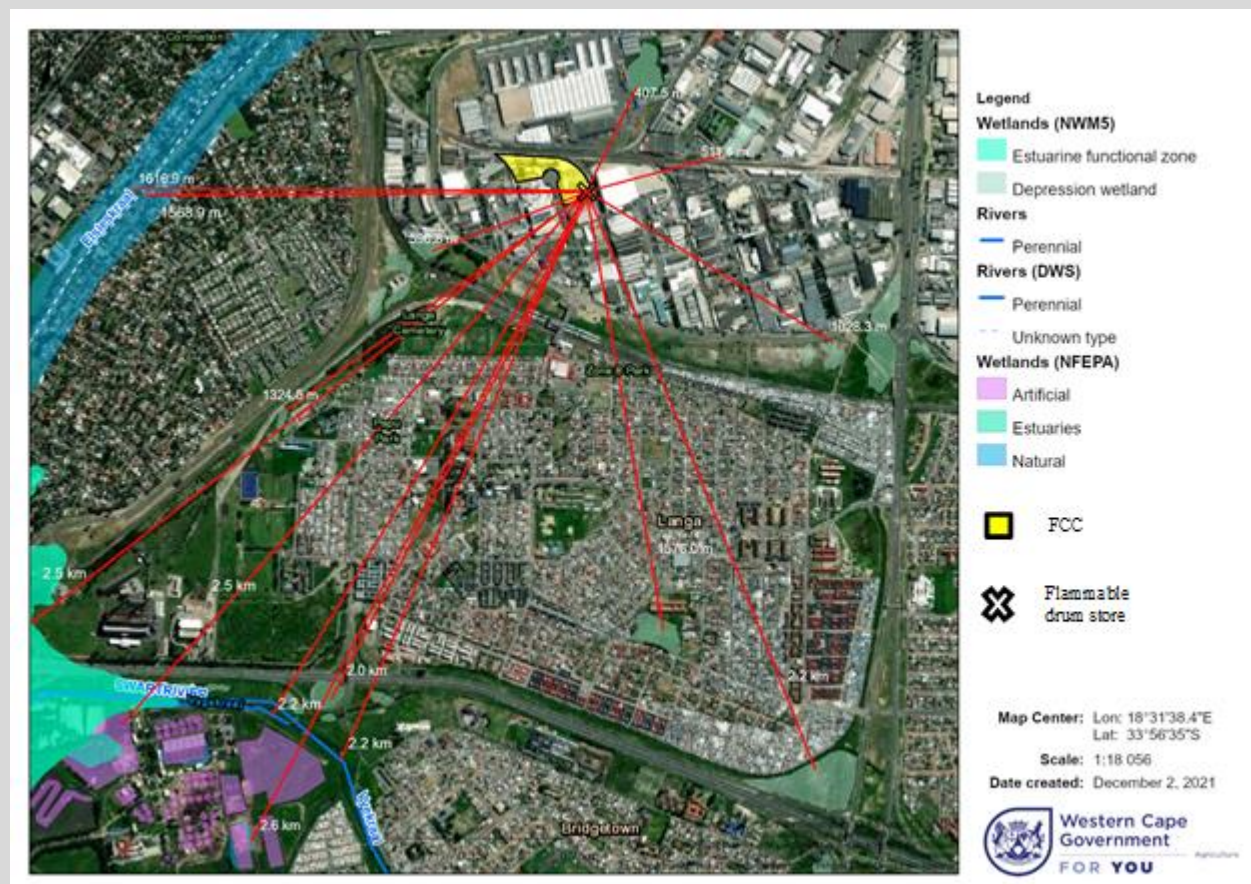 1616.9 m
1568.9 m
407.5 m
1028.3 m
Langa
Cemetery
1324.8 m
Langa
1576.0 m
2.5 km
2.5 km
2.0 km
2.2 km
2.2 km
2.2 km
2.6 km
Bridgetown
Legend
Wetlands (NWM5)
Estuarine functional zone
Depression wetland
Rivers
Perennial
Rivers (DWS)
Perennial
Unknown type
Wetlands (NFEPA)
Artificial
Estuaries
Natural
FCC
Flammable
drum store
Map Center: Lon: 18°31'38.4"E
Lat: 33°56'35"S
Scale: 1:18 056
Date created: December 2, 2021
Western Cape
Government
Agriculture
FOR YOU